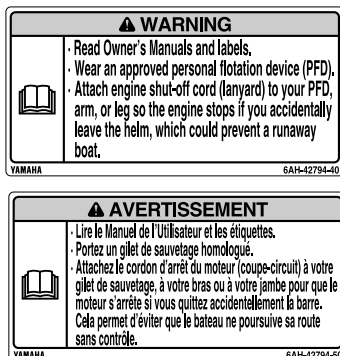 ⚠ WARNING
· Read Owner's Manuals and labels.
· Wear an approved personal flotation device (PFD).
· Attach engine shut-off cord (lanyard) to your PFD,
arm, or leg so the engine stops if you accidentally
leave the helm, which could prevent a runaway
boat.
YAMAHA 6AH-42794-40
⚠ AVERTISSEMENT
· Lire le Manuel de l'Utilisateur et les étiquettes.
· Portez un gilet de sauvetage homologué.
· Attachez le cordon d'arrêt du moteur (coupe-circuit) à votre
gilet de sauvetage, à votre bras ou à votre jambe pour que le
moteur s'arrête si vous quittez accidentellement la barre.
Cela permet d'éviter que le bateau ne poursuive sa route
sans contrôle.
YAMAHA 6AH-42794-50